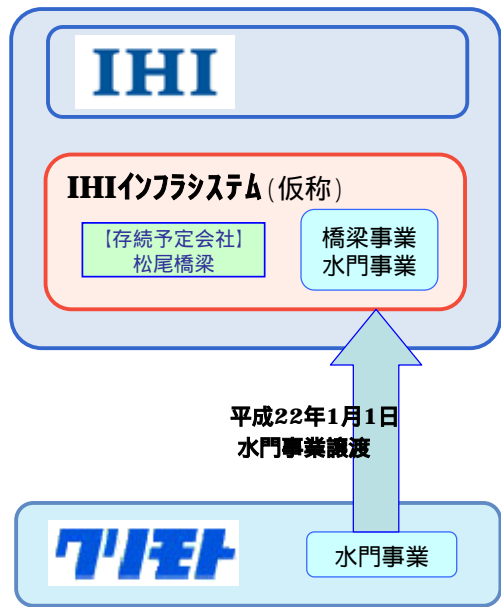 IHI
IHIインフラシステム(仮称)
【存続予定会社】
松尾橋梁
橋梁事業
水門事業
平成22年1月1日
水門事業譲渡
クリモト
水門事業